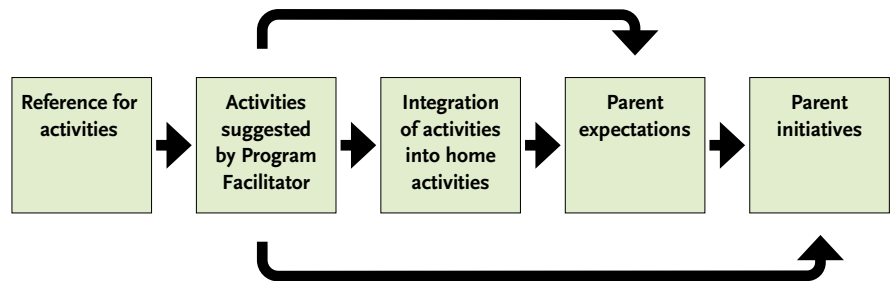 Reference for
activities
Activities
suggested
by Program
Facilitator
Integration
of activities
into home
activities
Parent
expectations
Parent
initiatives